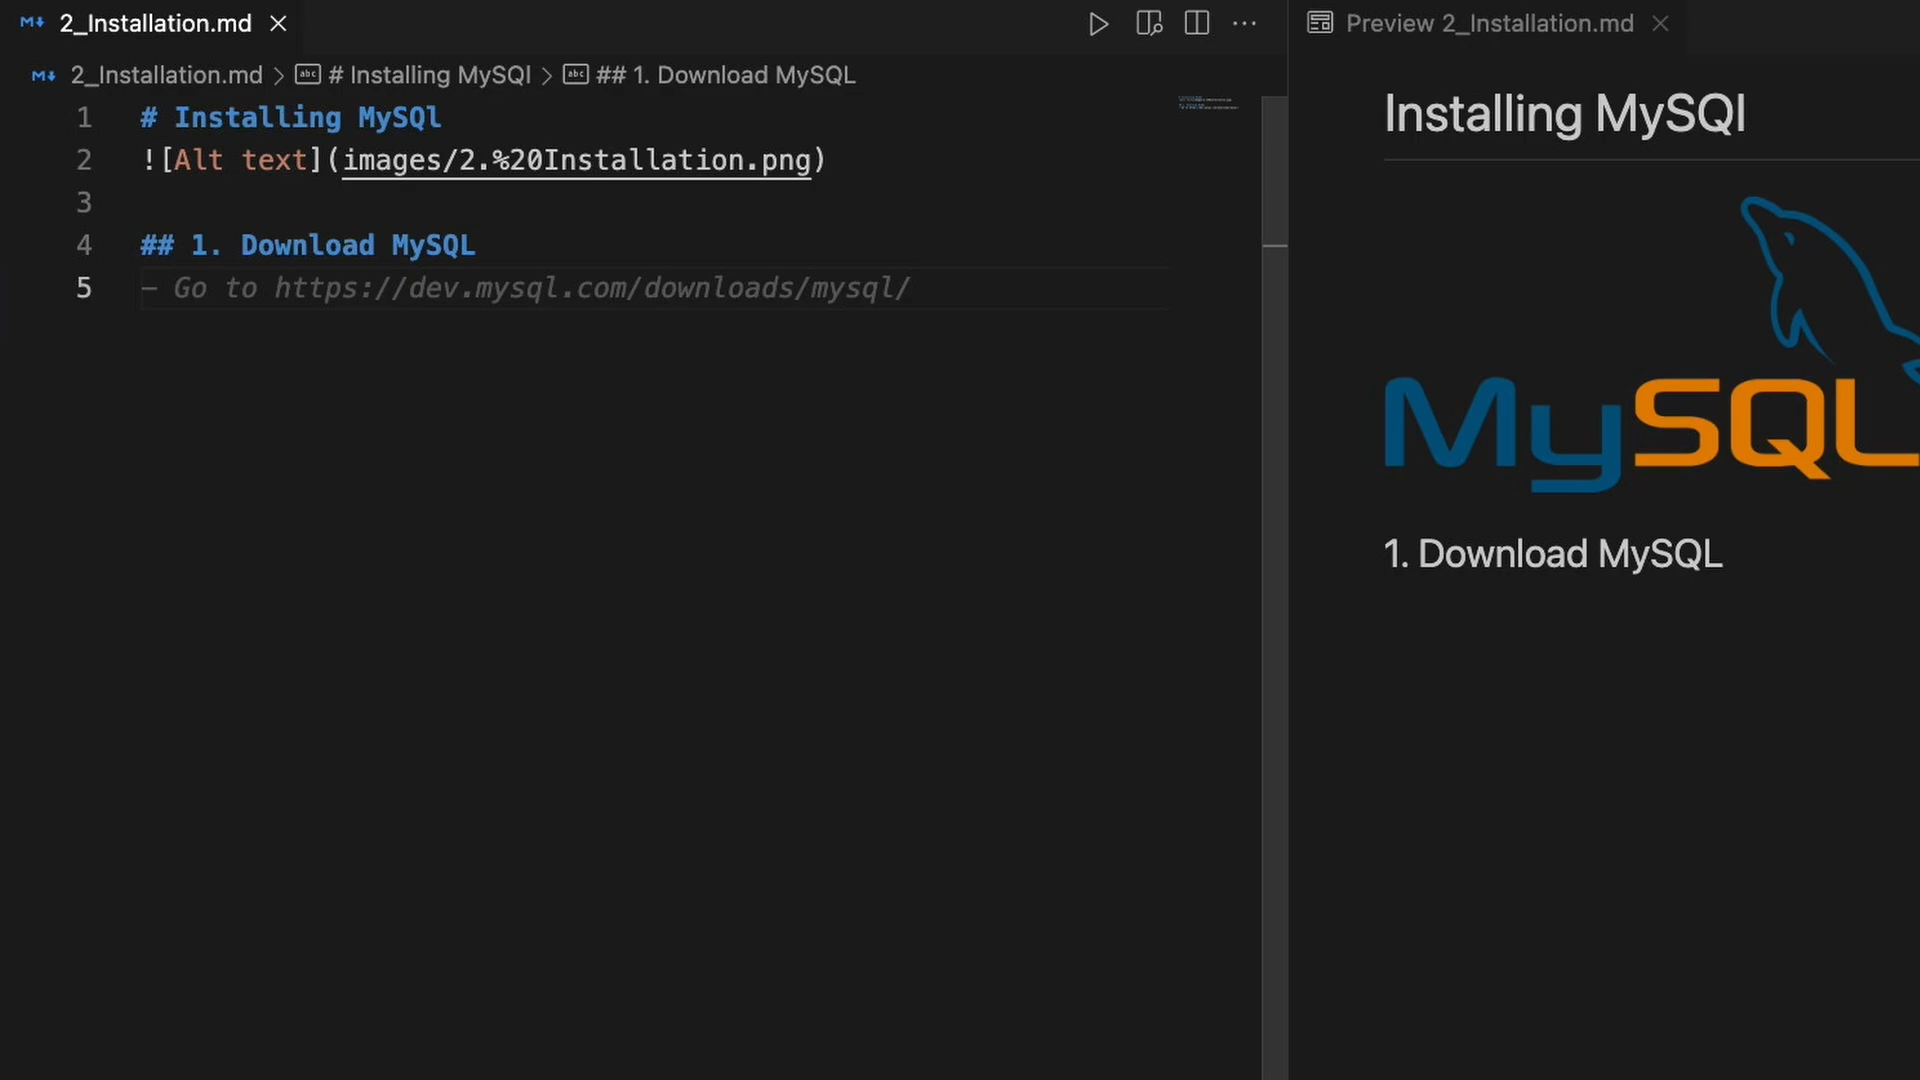 2_Installation.md
2_Installation.md > # Installing MySQl > ## 1. Download MySQL
1 # Installing MySQl
2 ![Alt text](images/2.%20Installation.png)
3
4 ## 1. Download MySQL
5 - Go to https://dev.mysql.com/downloads/mysql/
Preview 2_Installation.md
Installing MySQl
MySQL
1. Download MySQL